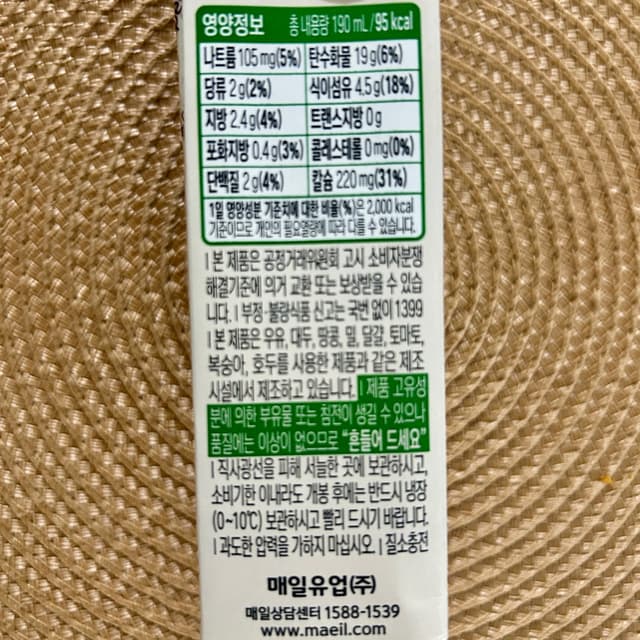 영양정보 총 내용량 190 mL / 95 kcal
나트륨 105 mg(5%) 탄수화물 19 g(6%)
당류 2 g(2%) 식이섬유 4.5 g(18%)
지방 2.4 g(4%) 트랜스지방 0 g
포화지방 0.4 g(3%) 콜레스테롤 0 mg(0%)
단백질 2 g(4%) 칼슘 220 mg(31%)
1일 영양성분 기준치에 대한 비율(%)은 2,000 kcal
기준이므로 개인의 필요열량에 따라 다를 수 있습니다.
| 본 제품은 공정거래위원회 고시 소비자분쟁
해결기준에 의거 교환 또는 보상받을 수 있습
니다. | 부정·불량식품 신고는 국번 없이 1399
| 본 제품은 우유, 대두, 땅콩, 밀, 달걀, 토마토,
복숭아, 호두를 사용한 제품과 같은 제조
시설에서 제조하고 있습니다. | 제품 고유성
분에 의한 부유물 또는 침전이 생길 수 있으나
품질에는 이상이 없으므로 “흔들어 드세요”
| 직사광선을 피해 서늘한 곳에 보관하시고,
소비기한 이내라도 개봉 후에는 반드시 냉장
(0~10℃) 보관하시고 빨리 드시기 바랍니다.
| 과도한 압력을 가하지 마십시오. | 질소충전
매일유업(주)
매일상담센터 1588-1539
www.maeil.com